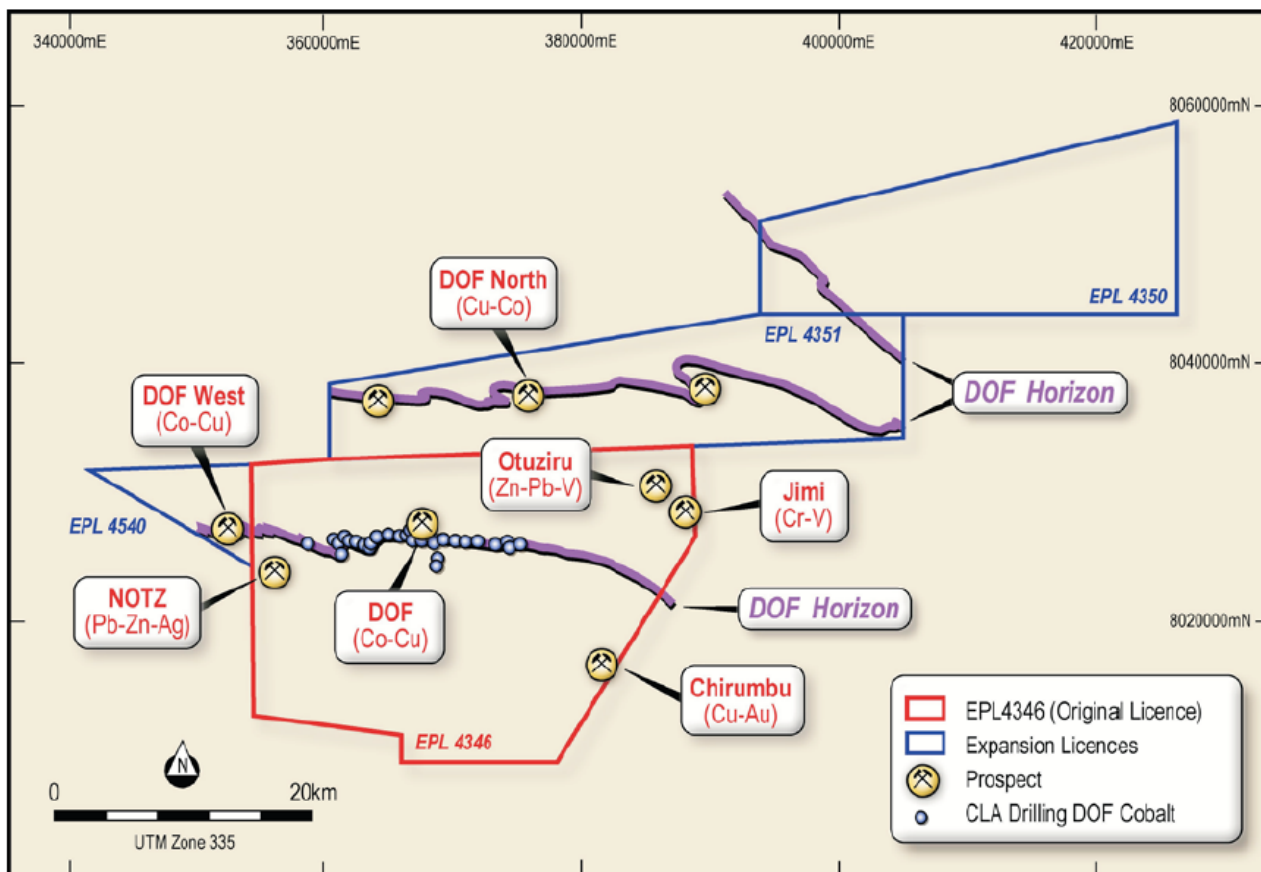 340000mE
360000mE
380000mE
400000mE
420000mE
8060000mN
DOF North
(Cu-Co)
EPL 4350
EPL 4351
8040000mN
DOF West
(Co-Cu)
DOF Horizon
Otuziru
(Zn-Pb-V)
Jimi
(Cr-V)
EPL 4540
NOTZ
(Pb-Zn-Ag)
DOF
(Co-Cu)
DOF Horizon
8020000mN
Chirumbu
(Cu-Au)
EPL 4346
N
0
20km
UTM Zone 335
EPL4346 (Original Licence)
Expansion Licences
Prospect
CLA Drilling DOF Cobalt